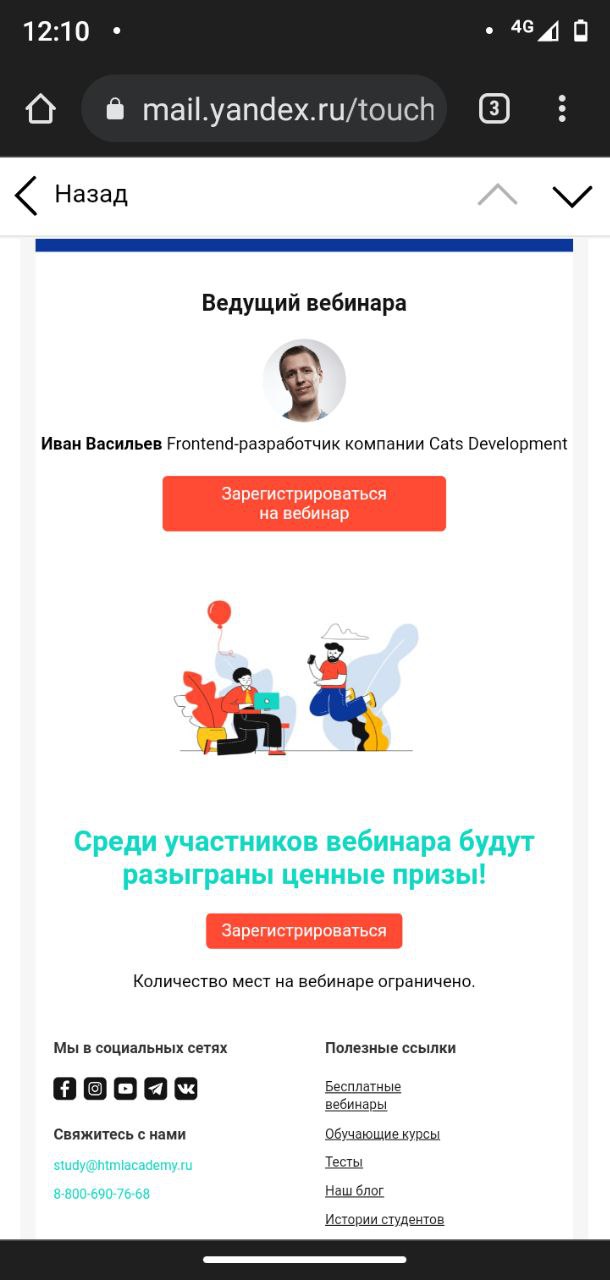 12:10
4G
mail.yandex.ru/touch
3
Назад
Ведущий вебинара
Иван Васильев Frontend-разработчик компании Cats Development
Зарегистрироваться
на вебинар
Среди участников вебинара будут
разыграны ценные призы!
Зарегистрироваться
Количество мест на вебинаре ограничено.
Мы в социальных сетях
Свяжитесь с нами
study@htmlacademy.ru
8-800-690-76-68
Полезные ссылки
Бесплатные
вебинары
Обучающие курсы
Тесты
Наш блог
Истории студентов